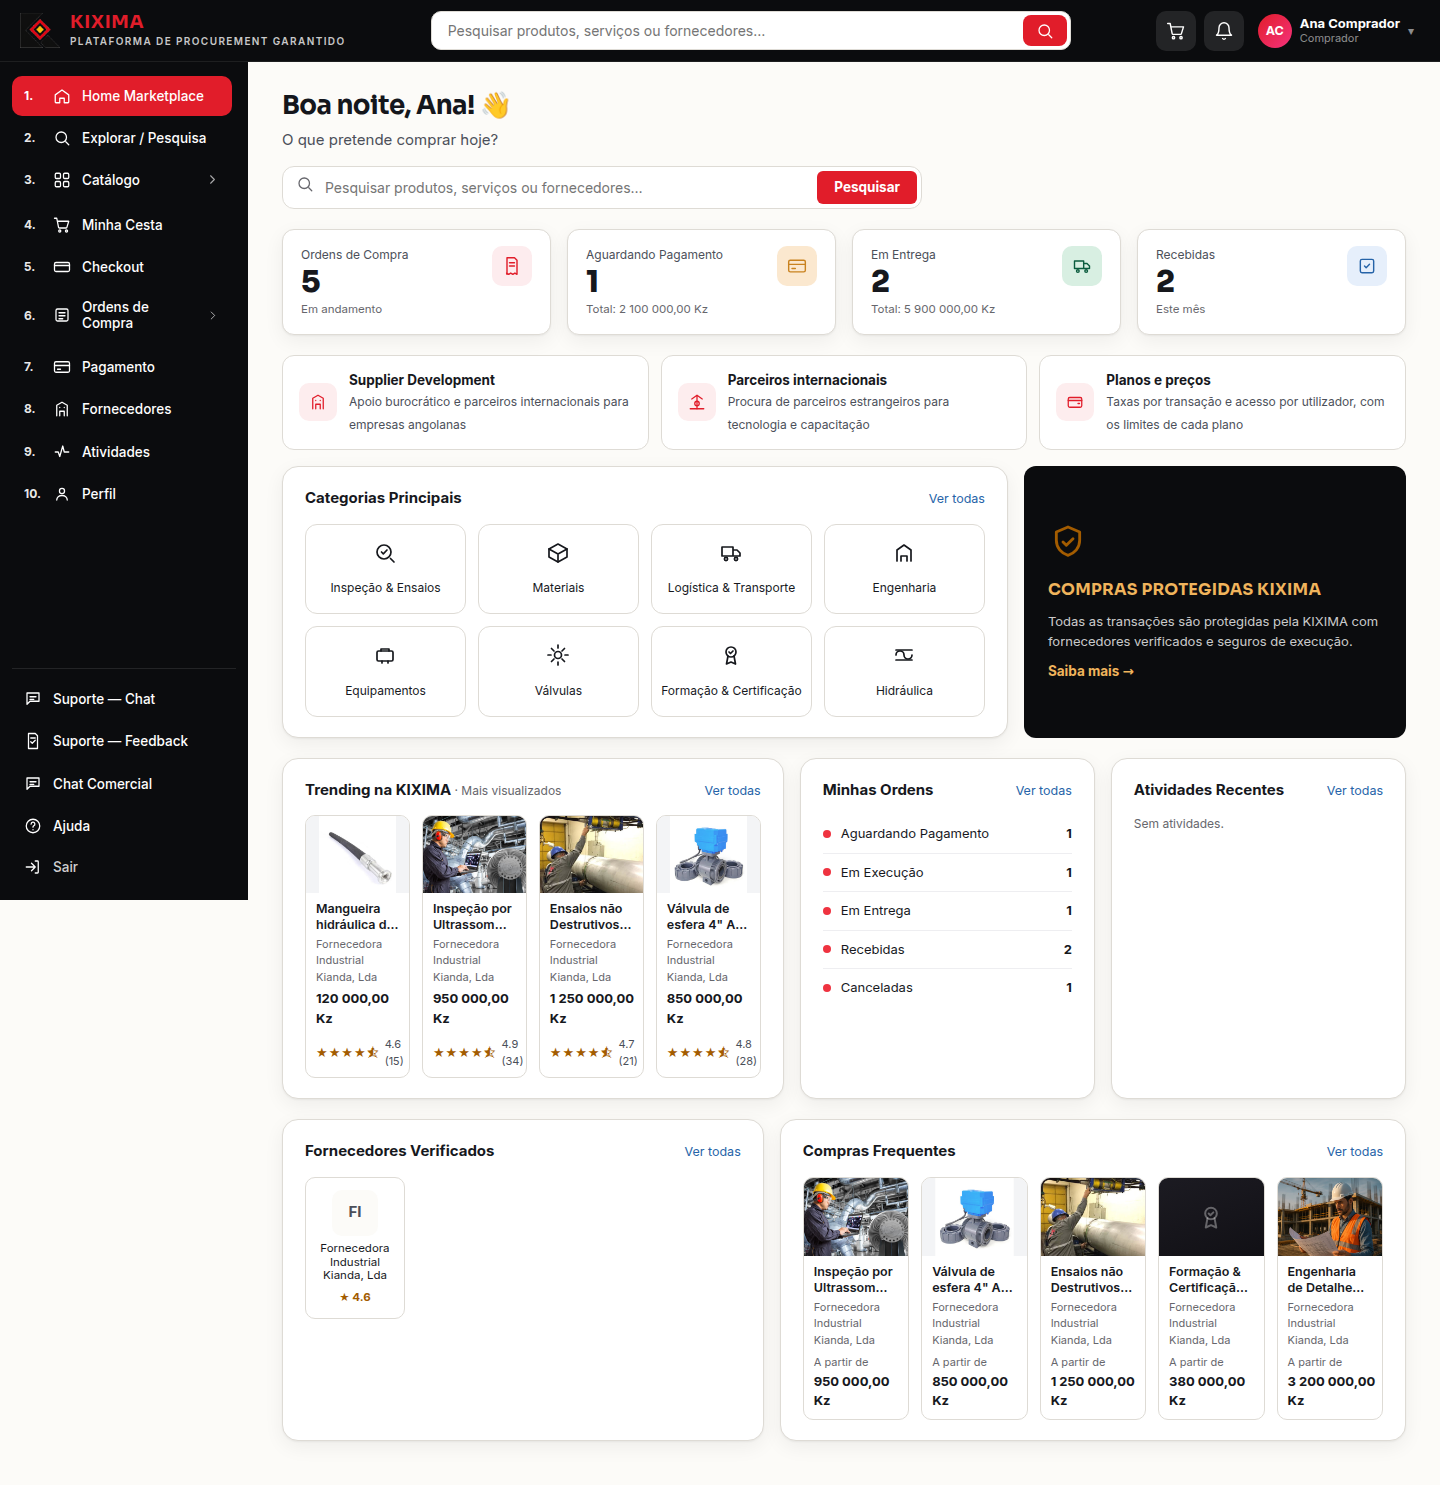 KIXIMA
PLATAFORMA DE PROCUREMENT GARANTIDO
Pesquisar produtos, serviços ou fornecedores...
AC
Ana Comprador
Comprador
1. Home Marketplace
2. Explorar / Pesquisa
3. Catálogo
4. Minha Cesta
5. Checkout
6. Ordens de
Compra
7. Pagamento
8. Fornecedores
9. Atividades
10. Perfil
Suporte — Chat
Suporte — Feedback
Chat Comercial
Ajuda
Sair
Boa noite, Ana! 👋
O que pretende comprar hoje?
Pesquisar produtos, serviços ou fornecedores...
Pesquisar
Ordens de Compra
5
Em andamento
Aguardando Pagamento
1
Total: 2 100 000,00 Kz
Em Entrega
2
Total: 5 900 000,00 Kz
Recebidas
2
Este mês
Supplier Development
Apoio burocrático e parceiros internacionais para
empresas angolanas
Parceiros internacionais
Procura de parceiros estrangeiros para
tecnologia e capacitação
Planos e preços
Taxas por transação e acesso por utilizador, com
os limites de cada plano
Categorias Principais
Ver todas
Inspeção & Ensaios
Materiais
Logística & Transporte
Engenharia
Equipamentos
Válvulas
Formação & Certificação
Hidráulica
COMPRAS PROTEGIDAS KIXIMA
Todas as transações são protegidas pela KIXIMA com
fornecedores verificados e seguros de execução.
Saiba mais →
Trending na KIXIMA · Mais visualizados
Ver todas
Mangueira
hidráulica d...
Fornecedora
Industrial
Kianda, Lda
120 000,00
Kz
4.6
(15)
Inspeção por
Ultrassom...
Fornecedora
Industrial
Kianda, Lda
950 000,00
Kz
4.9
(34)
Ensaios não
Destrutivos...
Fornecedora
Industrial
Kianda, Lda
1 250 000,00
Kz
4.7
(21)
Válvula de
esfera 4" A...
Fornecedora
Industrial
Kianda, Lda
850 000,00
Kz
4.8
(28)
Minhas Ordens
Ver todas
Aguardando Pagamento 1
Em Execução 1
Em Entrega 1
Recebidas 2
Canceladas 1
Atividades Recentes
Ver todas
Sem atividades.
Fornecedores Verificados
Ver todas
FI
Fornecedora
Industrial
Kianda, Lda
★ 4.6
Compras Frequentes
Ver todas
Inspeção por
Ultrassom...
Fornecedora
Industrial
Kianda, Lda
A partir de
950 000,00
Kz
Válvula de
esfera 4" A...
Fornecedora
Industrial
Kianda, Lda
A partir de
850 000,00
Kz
Ensaios não
Destrutivos...
Fornecedora
Industrial
Kianda, Lda
A partir de
1 250 000,00
Kz
Formação &
Certificaçã...
Fornecedora
Industrial
Kianda, Lda
A partir de
380 000,00
Kz
Engenharia
de Detalhe...
Fornecedora
Industrial
Kianda, Lda
A partir de
3 200 000,00
Kz